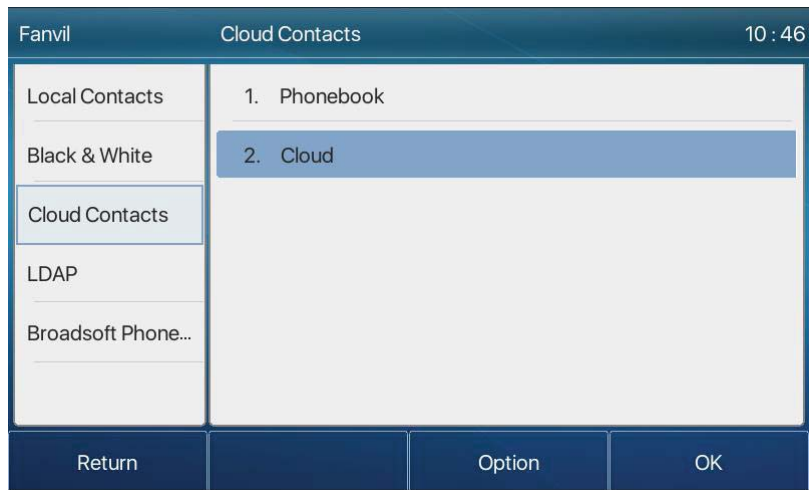 Fanvil Cloud Contacts 10 : 46
Local Contacts
Black & White
Cloud Contacts
LDAP
Broadsoft Phone...
1. Phonebook
2. Cloud
Return Option OK